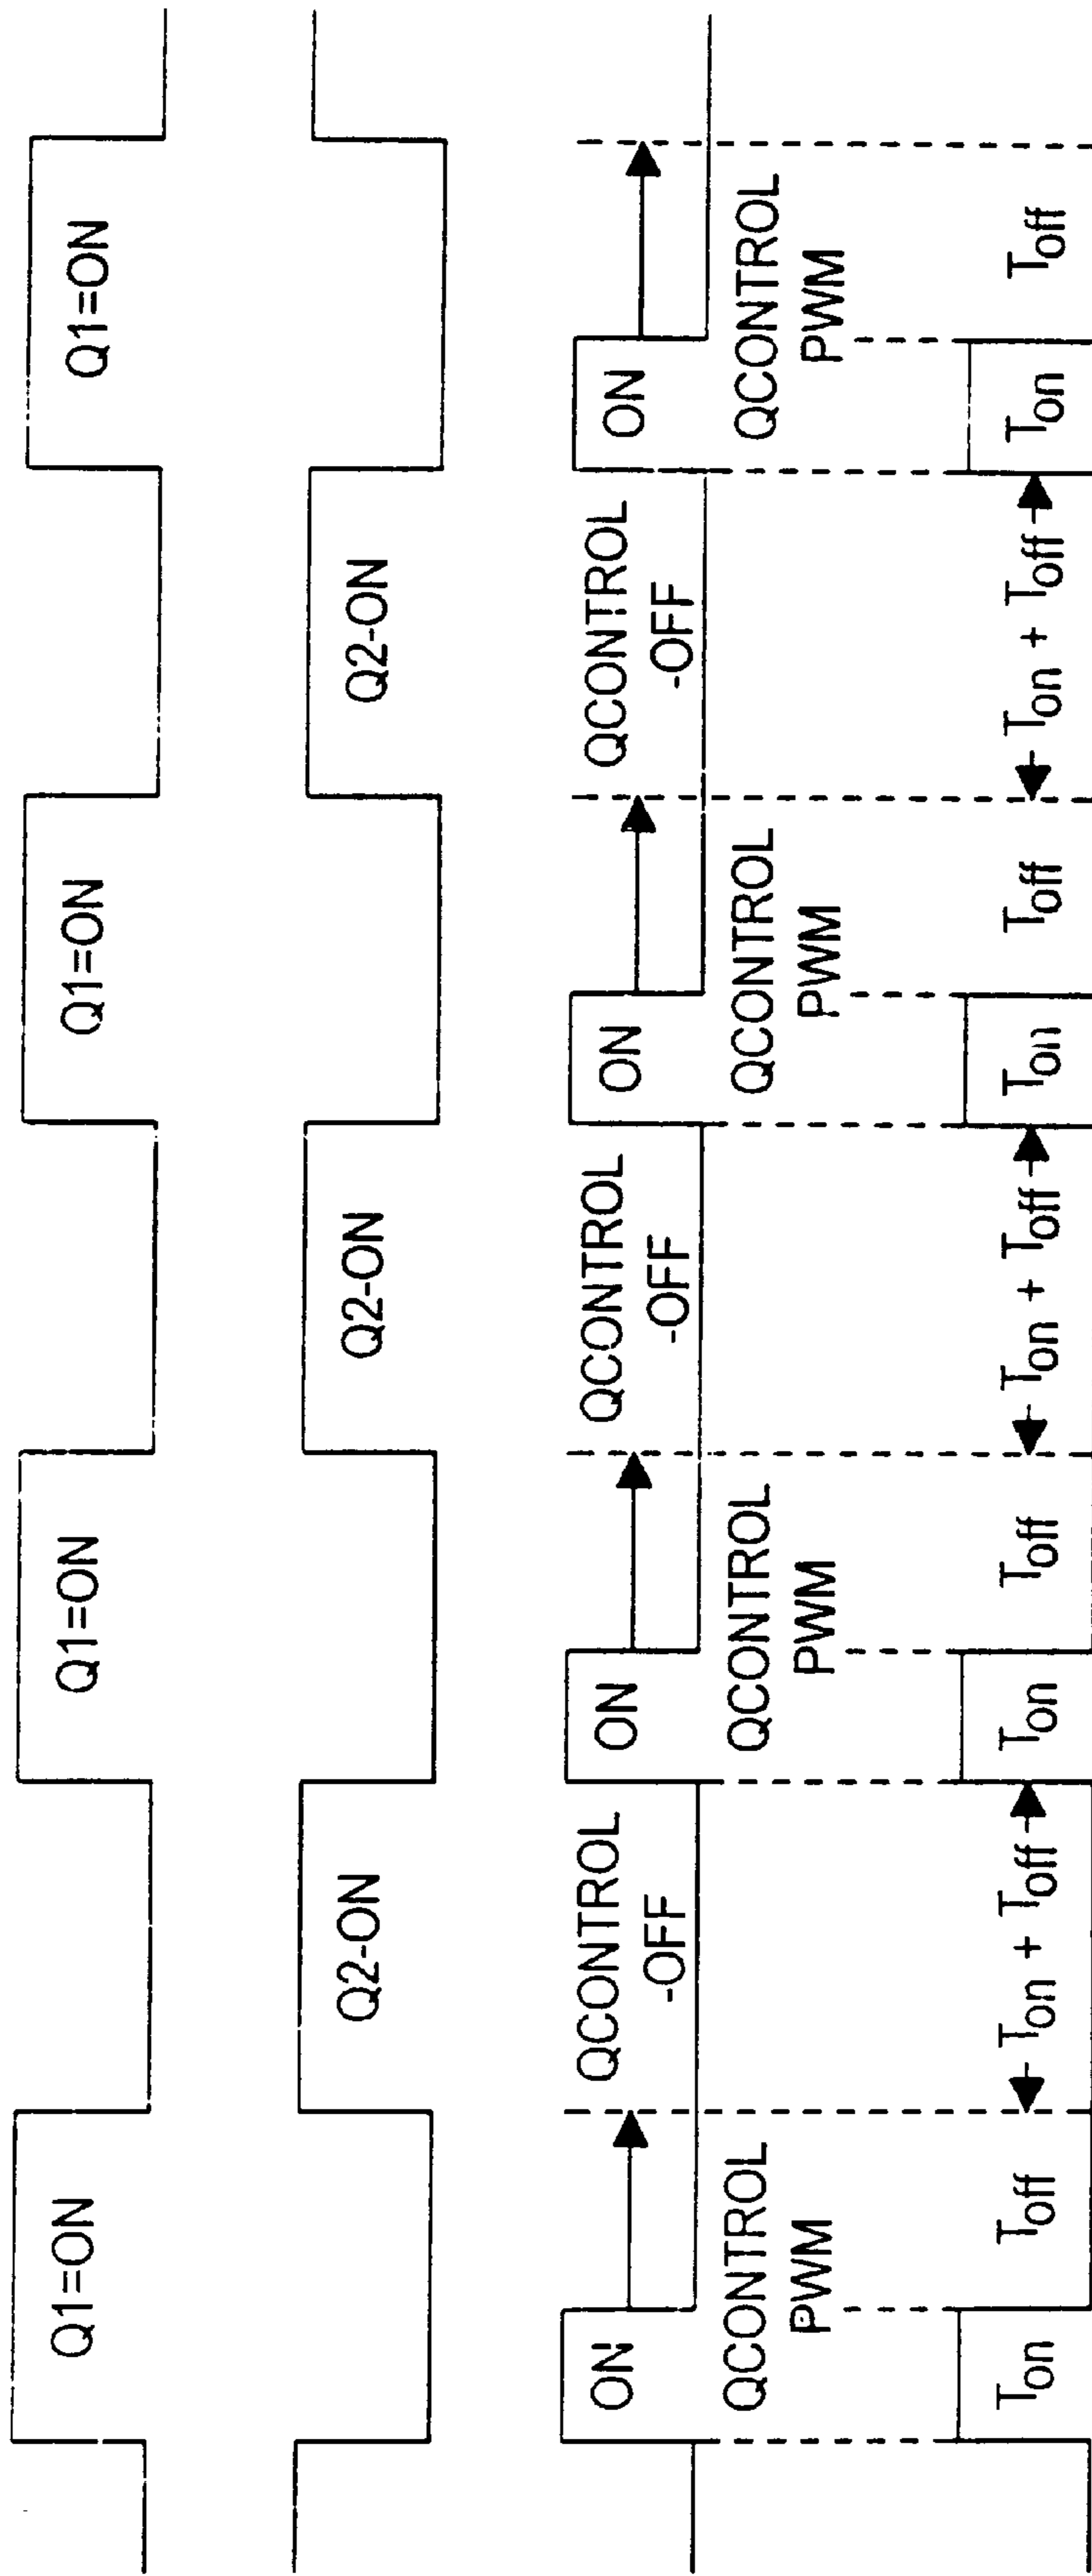 Q1=ON Q1=ON Q1=ON Q1=ON
Q2-ON Q2-ON Q2-ON
ON QCONTROL ON QCONTROL ON QCONTROL ON
-OFF -OFF -OFF
QCONTROL QCONTROL QCONTROL QCONTROL
PWM PWM PWM PWM
Ton Toff Ton + Toff Ton Toff Ton + Toff Ton Toff Ton + Toff Ton Toff